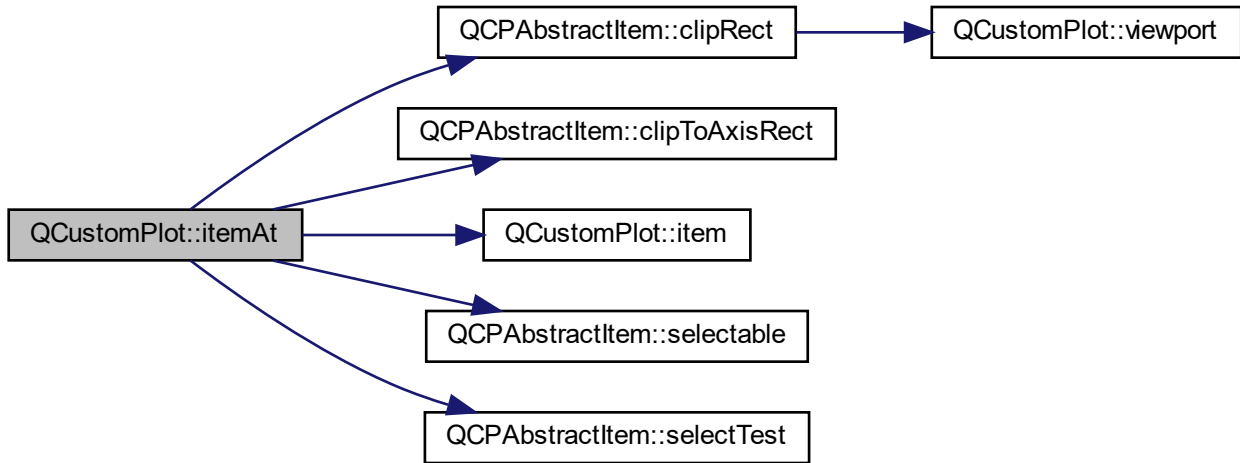 QCPAbstractItem::clipRect
QCustomPlot::viewport
QCPAbstractItem::clipToAxisRect
QCustomPlot::itemAt
QCustomPlot::item
QCPAbstractItem::selectable
QCPAbstractItem::selectTest